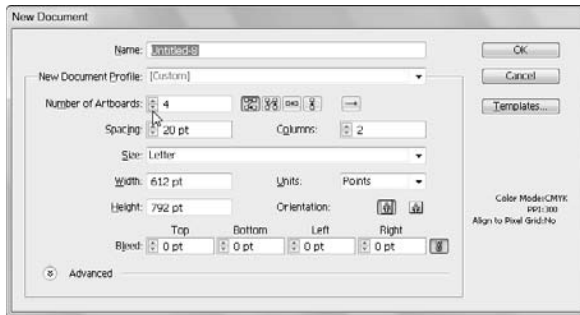 New Document
Name: Untitled-8
OK
New Document Profile: [Custom]
Cancel
Number of Artboards: 4
Templates...
Spacing: 20 pt Columns: 2
Size: Letter
Width: 612 pt Units: Points
Height: 792 pt Orientation:
Color Mode:CMYK
PPI:300
Align to Pixel Grid:No
Top Bottom Left Right
Bleed: 0 pt 0 pt 0 pt 0 pt
Advanced